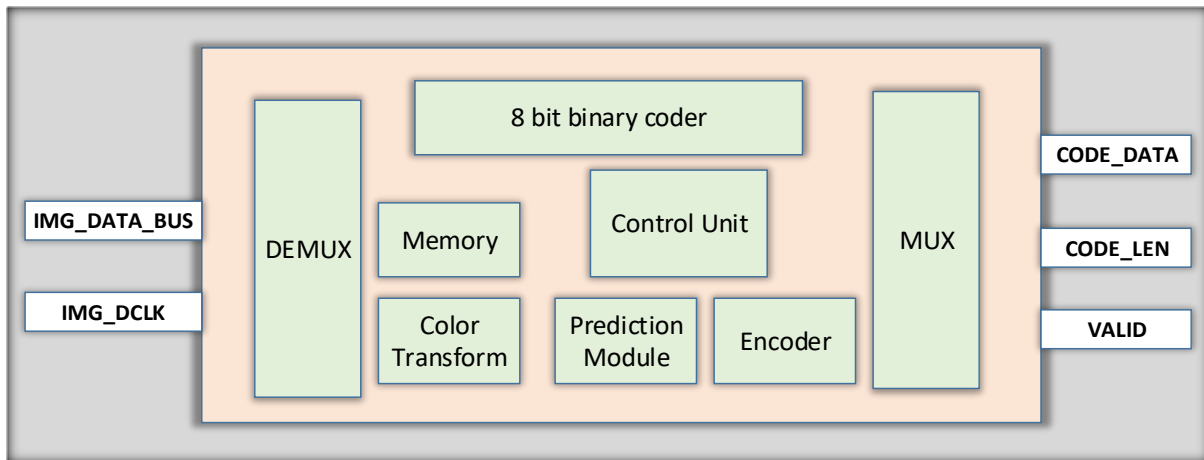 8 bit binary coder
CODE_DATA
Control Unit
IMG_DATA_BUS
Memory
DEMUX
MUX
CODE_LEN
IMG_DCLK
Color
Transform
Prediction
Module
Encoder
VALID